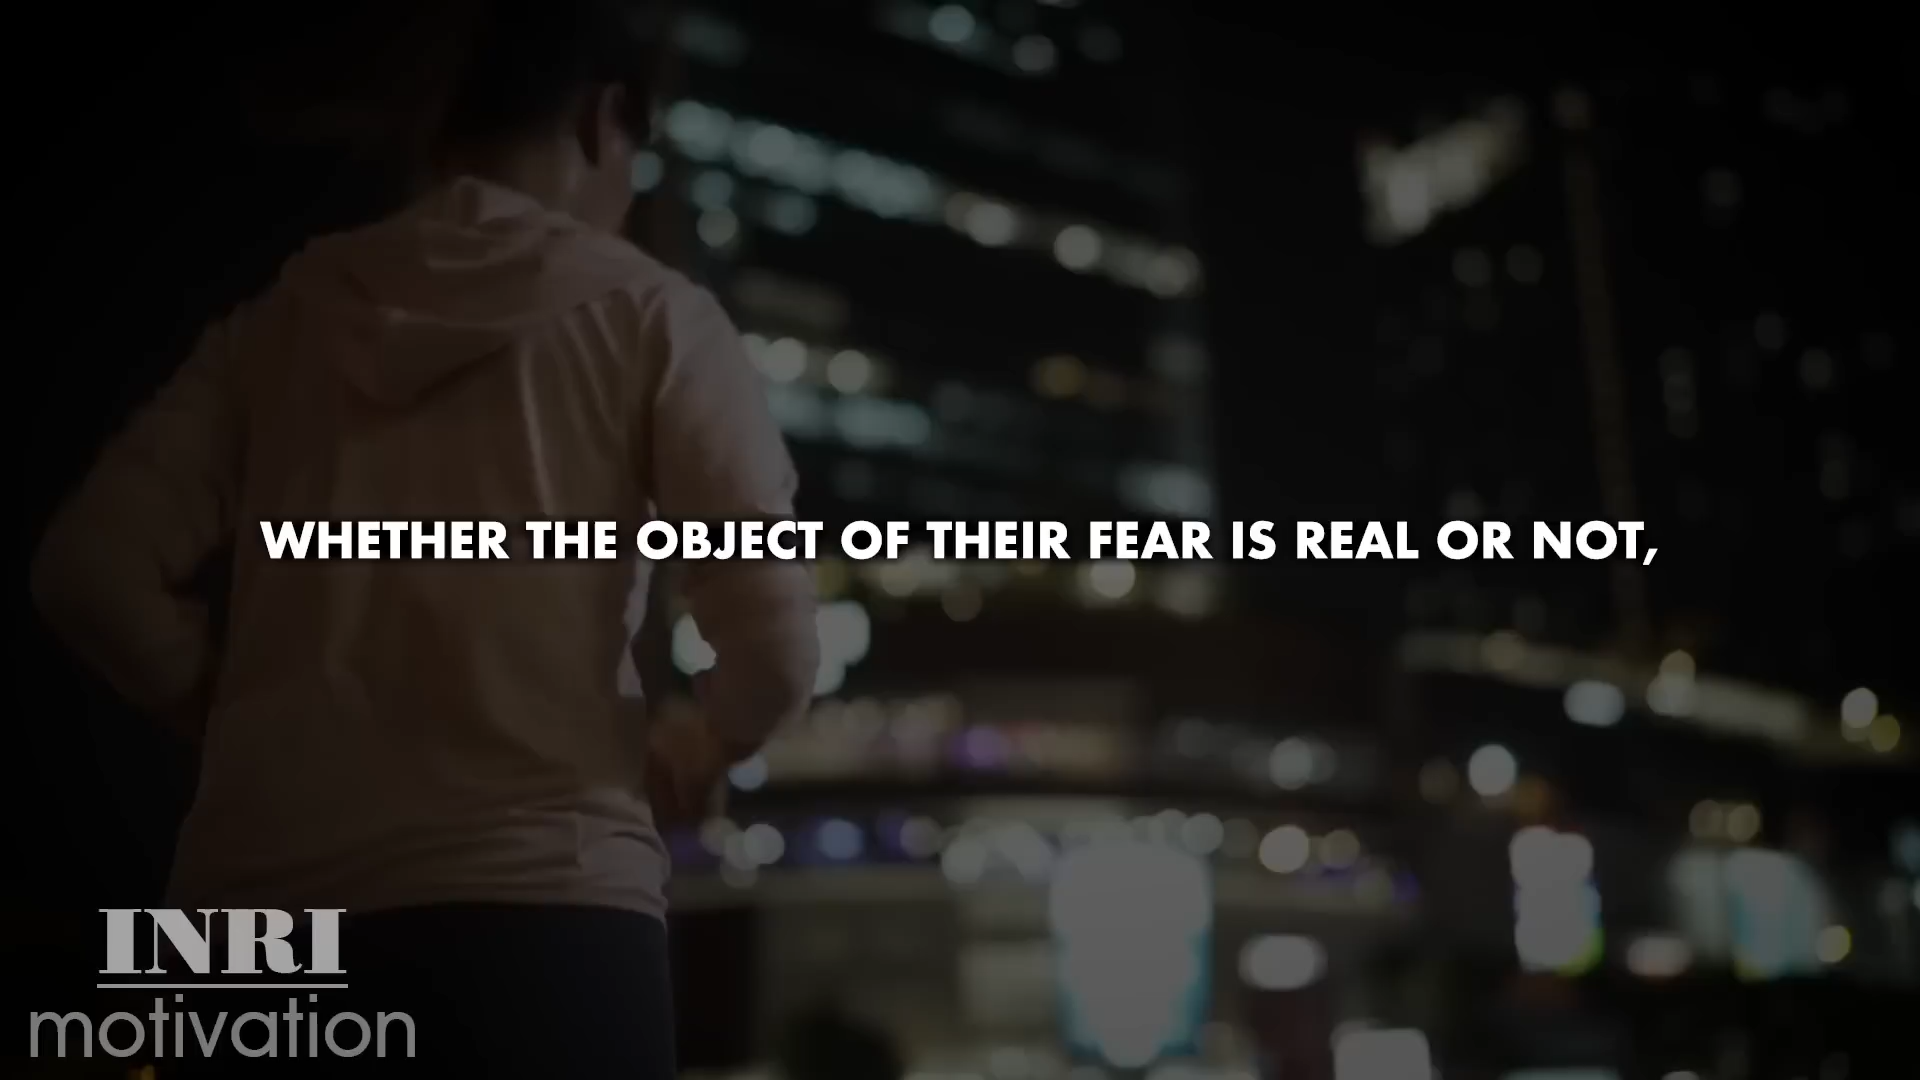 WHETHER THE OBJECT OF THEIR FEAR IS REAL OR NOT,
INRI
motivation